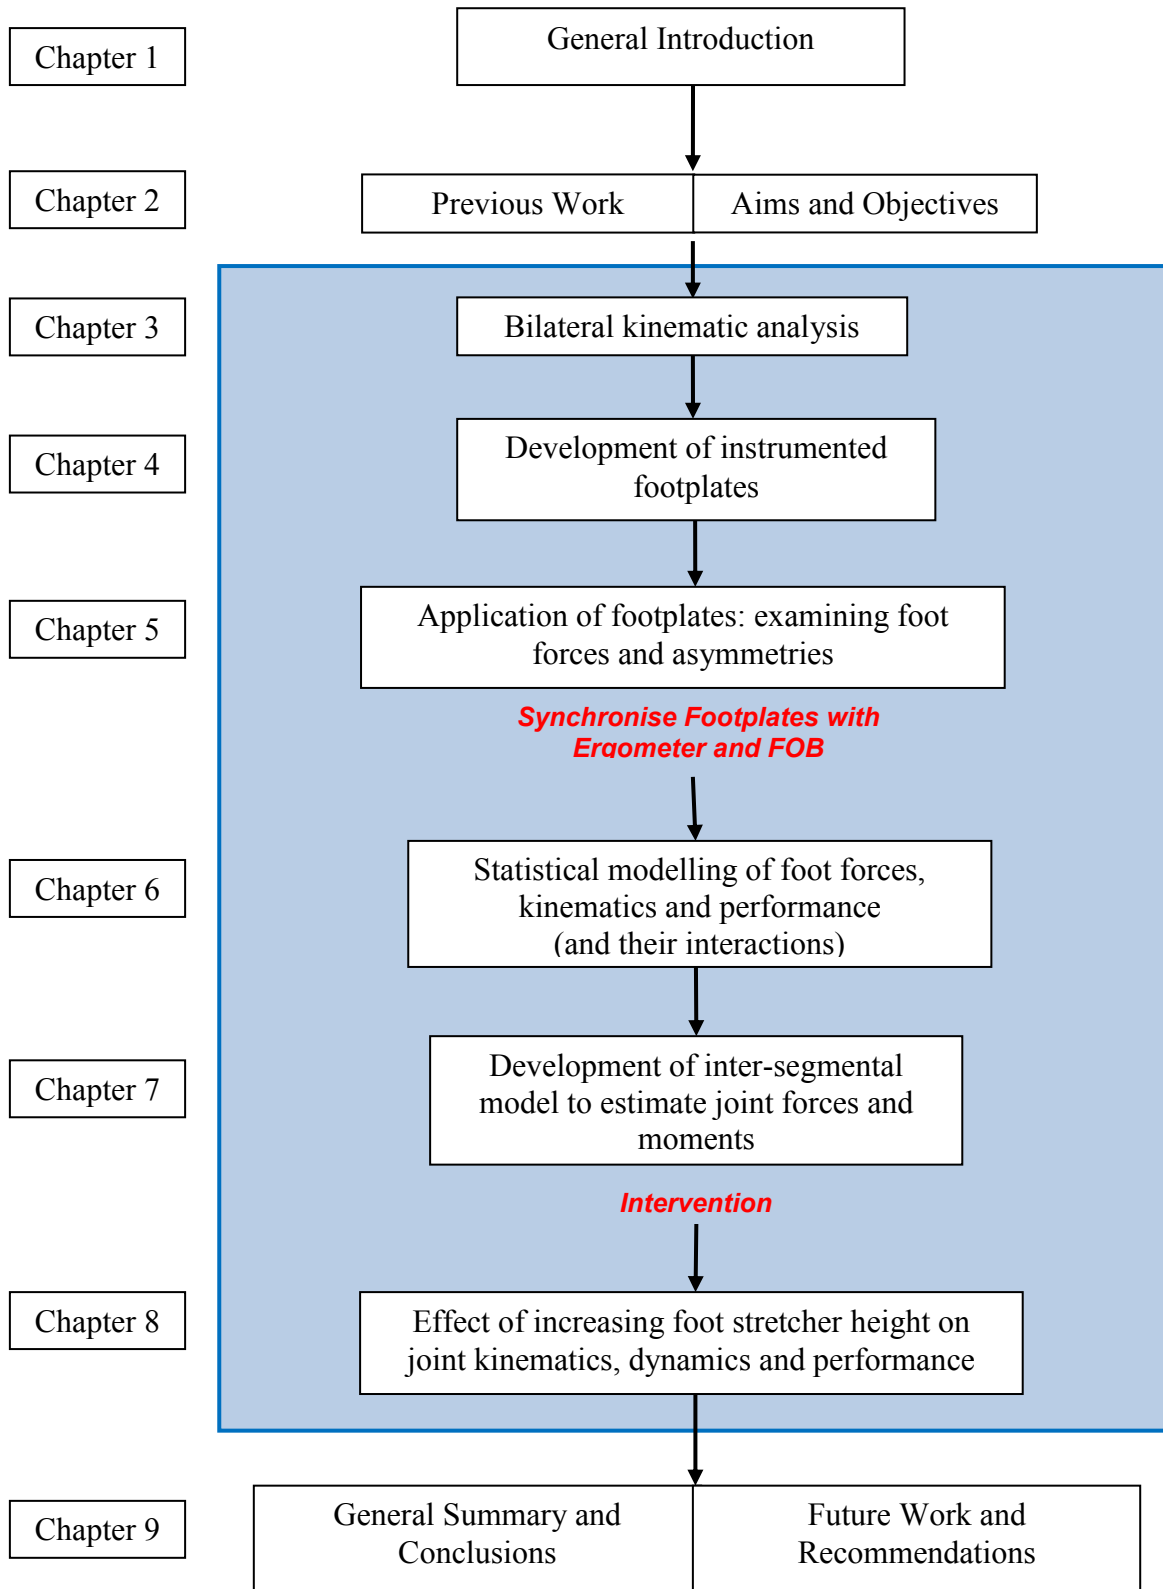 Chapter 1
General Introduction
Chapter 2
Previous Work
Aims and Objectives
Chapter 3
Bilateral kinematic analysis
Chapter 4
Development of instrumented
footplates
Chapter 5
Application of footplates: examining foot
forces and asymmetries
Synchronise Footplates with
Ergometer and FOB
Chapter 6
Statistical modelling of foot forces,
kinematics and performance
(and their interactions)
Chapter 7
Development of inter-segmental
model to estimate joint forces and
moments
Intervention
Chapter 8
Effect of increasing foot stretcher height on
joint kinematics, dynamics and performance
Chapter 9
General Summary and
Conclusions
Future Work and
Recommendations